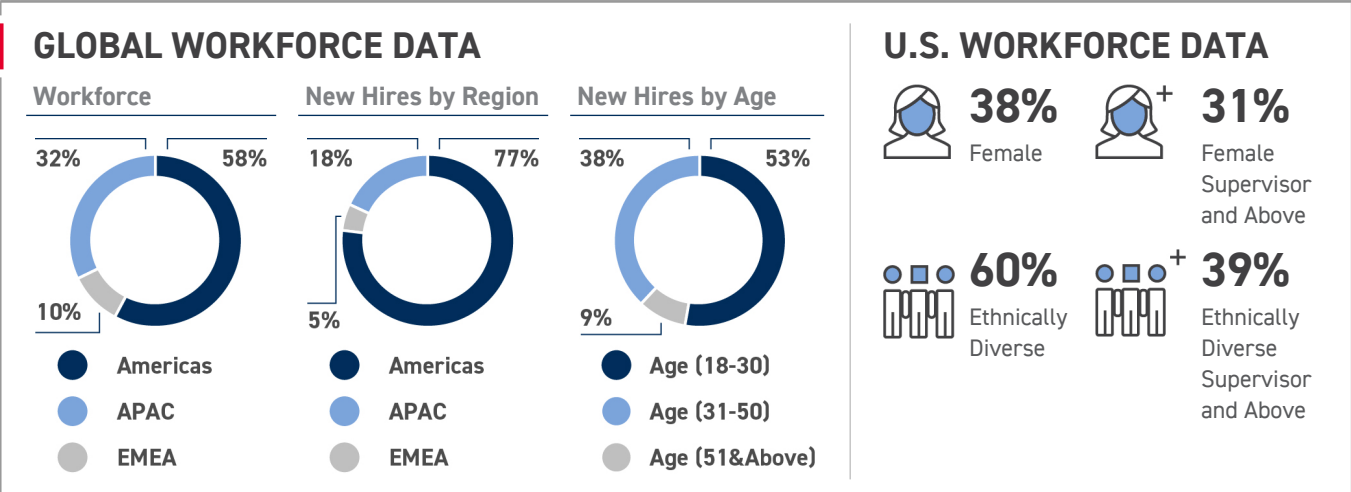 GLOBAL WORKFORCE DATA
Workforce
32%
58%
10%
Americas
APAC
EMEA
New Hires by Region
18%
77%
5%
Americas
APAC
EMEA
New Hires by Age
38%
53%
9%
Age (18-30)
Age (31-50)
Age (51&Above)
U.S. WORKFORCE DATA
38%
Female
+
31%
Female
Supervisor
and Above
60%
Ethnically
Diverse
+
39%
Ethnically
Diverse
Supervisor
and Above